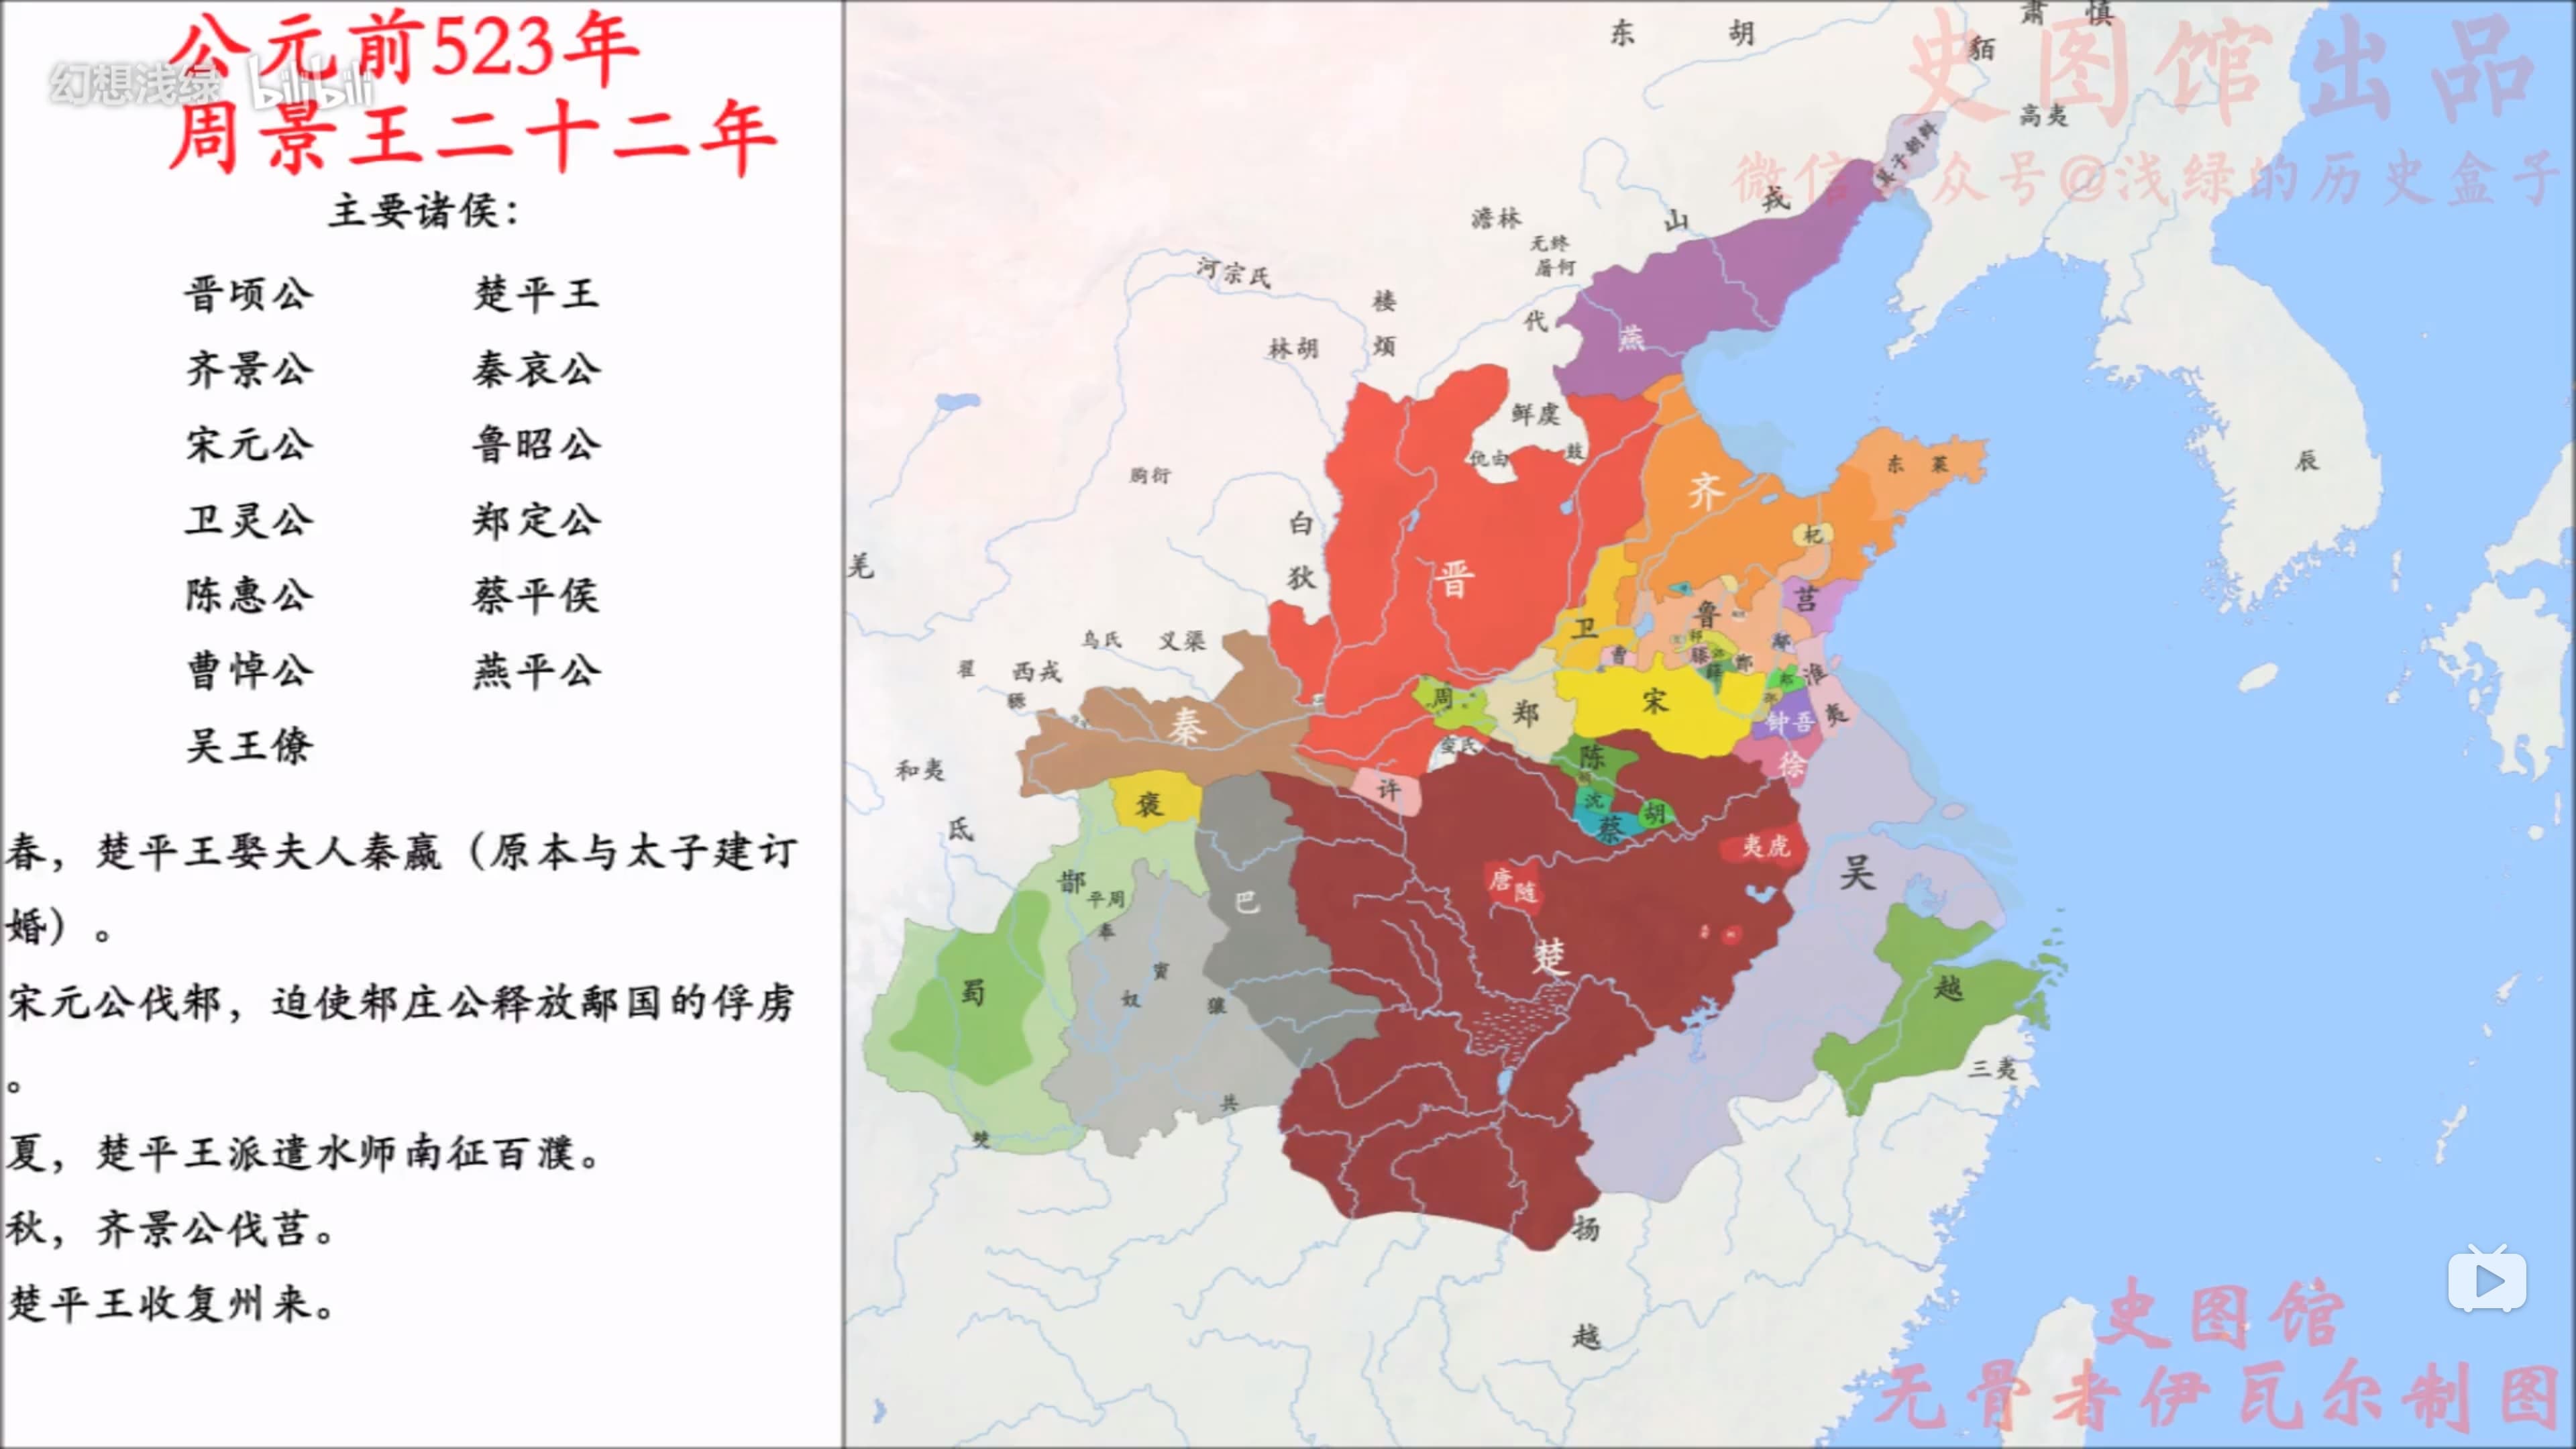 公元前523年
幻想浅绿 bilibili
周景王二十二年
主要诸侯：
晋顷公 楚平王
齐景公 秦哀公
宋元公 鲁昭公
卫灵公 郑定公
陈惠公 蔡平侯
曹悼公 燕平公
吴王僚
春，楚平王娶夫人秦嬴（原本与太子建订
婚）。
宋元公伐邾，迫使邾庄公释放鄅国的俘虏
。
夏，楚平王派遣水师南征百濮。
秋，齐景公伐莒。
楚平王收复州来。
史图馆出品
微信公众号@浅绿的历史盒子
肃慎
东胡
貊
高夷
箕子朝鲜
山戎
澹林
无终
屠何
河宗氏
楼烦
代
燕
林胡
鲜虞
仇由
鼓
朐衍
齐
东莱
辰
白狄
杞
羌
晋
莒
鲁
卫
乌氏
义渠
曹
滕
薛
鄅
郯
淮夷
翟
西戎
周
郑
宋
秦
钟吾
蛮氏
陈
徐
和夷
许
褒
沈
胡
蔡
氐
夷虎
吴
唐
随
巴
鄑
平周
奉
楚
蜀
賨
奴
獽
越
三夷
共
僰
扬
越
史图馆
无骨者伊瓦尔制图